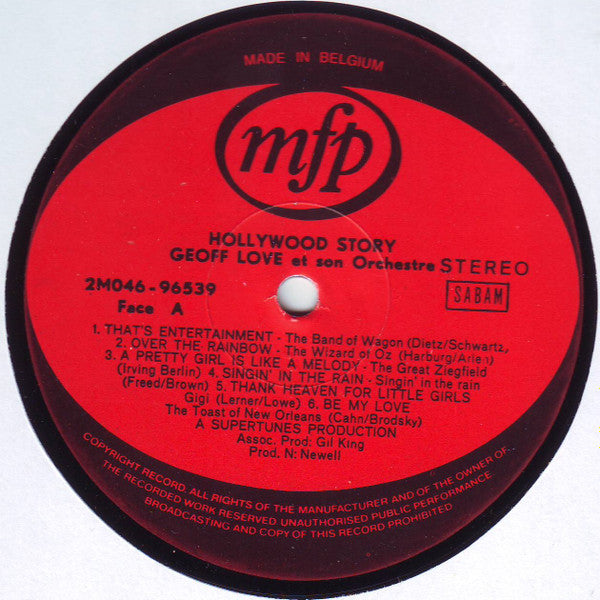 MADE IN BELGIUM
mfp
HOLLYWOOD STORY
GEOFF LOVE et son Orchestre STEREO
2M046-96539
SABAM
Face A
1. THAT'S ENTERTAINMENT - The Band of Wagon (Dietz/Schwartz,
2. OVER THE RAINBOW - The Wizard of Oz (Harburg/Arlen)
3. A PRETTY GIRL IS LIKE A MELODY - The Great Ziegfield
(Irving Berlin) 4. SINGIN' IN THE RAIN - Singin' in the rain
(Freed/Brown) 5. THANK HEAVEN FOR LITTLE GIRLS
Gigi (Lerner/Lowe) 6. BE MY LOVE
The Toast of New Orleans (Cahn/Brodsky)
A SUPERTUNES PRODUCTION
Assoc. Prod: Gil King
Prod. N: Newell
COPYRIGHT RECORD. ALL RIGHTS OF THE MANUFACTURER AND OF THE OWNER OF
THE RECORDED WORK RESERVED UNAUTHORISED PUBLIC PERFORMANCE
BROADCASTING AND COPY OF THIS RECORD PROHIBITED